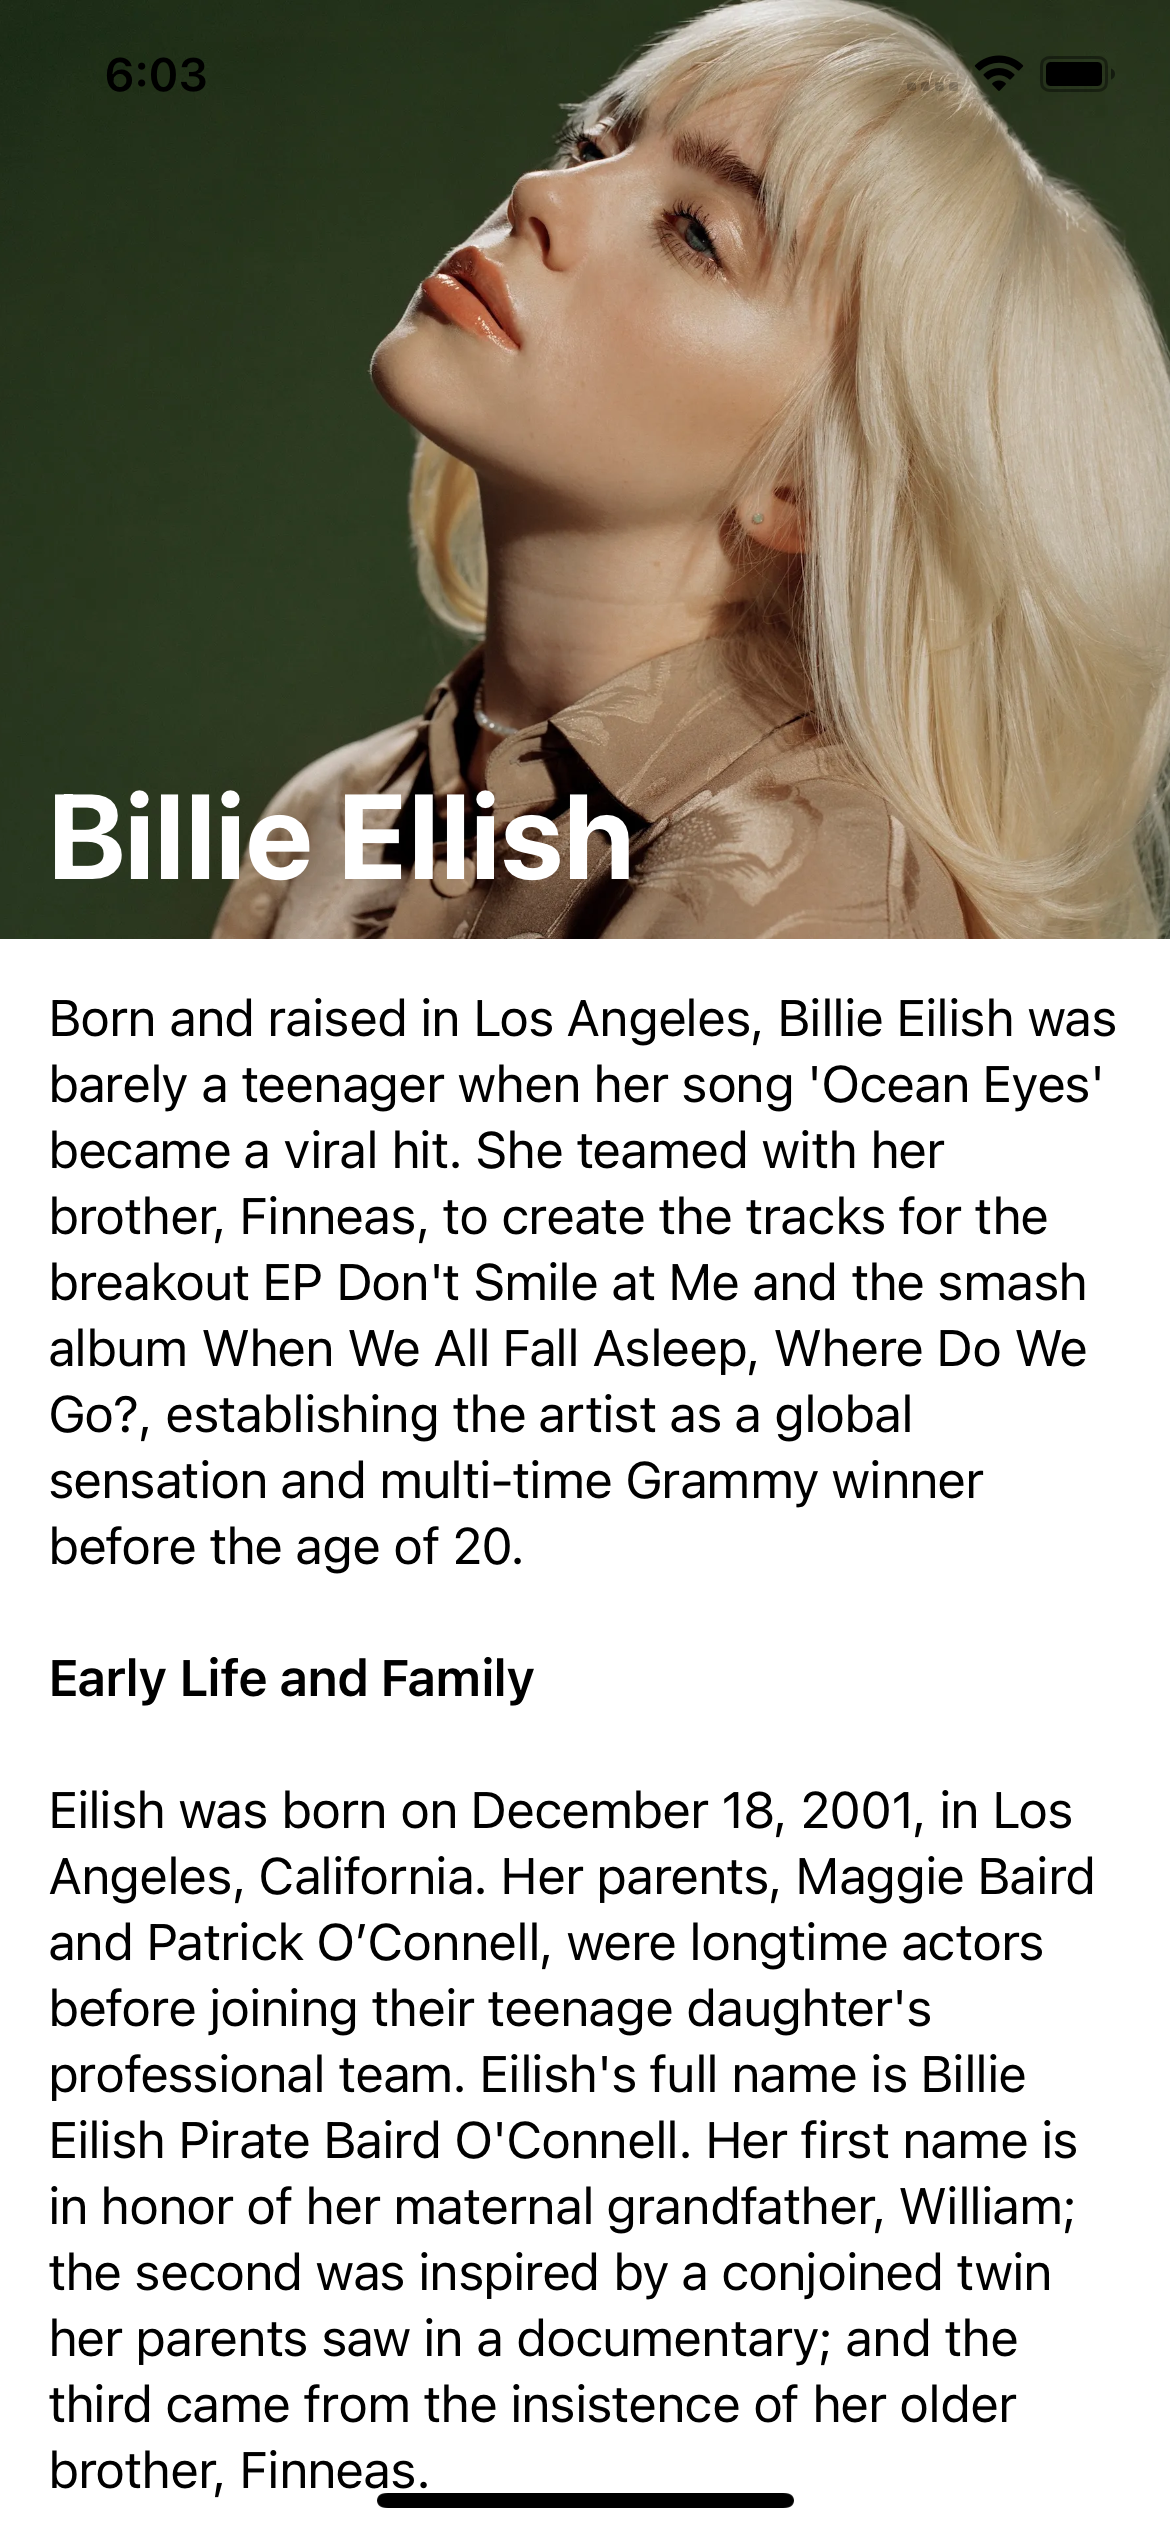 6:03
Billie Ellish
Born and raised in Los Angeles, Billie Eilish was
barely a teenager when her song 'Ocean Eyes'
became a viral hit. She teamed with her
brother, Finneas, to create the tracks for the
breakout EP Don't Smile at Me and the smash
album When We All Fall Asleep, Where Do We
Go?, establishing the artist as a global
sensation and multi-time Grammy winner
before the age of 20.
Early Life and Family
Eilish was born on December 18, 2001, in Los
Angeles, California. Her parents, Maggie Baird
and Patrick O’Connell, were longtime actors
before joining their teenage daughter's
professional team. Eilish's full name is Billie
Eilish Pirate Baird O'Connell. Her first name is
in honor of her maternal grandfather, William;
the second was inspired by a conjoined twin
her parents saw in a documentary; and the
third came from the insistence of her older
brother, Finneas.